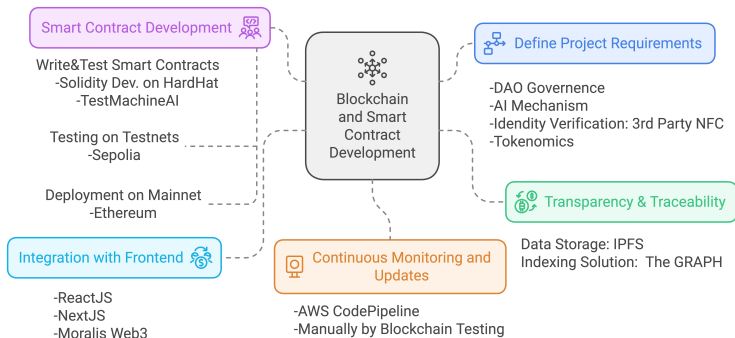 Smart Contract Development
Write&Test Smart Contracts
-Solidity Dev. on HardHat
-TestMachineAI
Testing on Testnets
-Sepolia
Deployment on Mainnet
-Ethereum
Integration with Frontend
-ReactJS
-NextJS
-Moralis Web3
Blockchain
and Smart
Contract
Development
Continuous Monitoring and
Updates
-AWS CodePipeline
-Manually by Blockchain Testing
Define Project Requirements
-DAO Governence
-AI Mechanism
-Idendity Verification: 3rd Party NFC
-Tokenomics
Transparency & Traceability
Data Storage: IPFS
Indexing Solution: The GRAPH